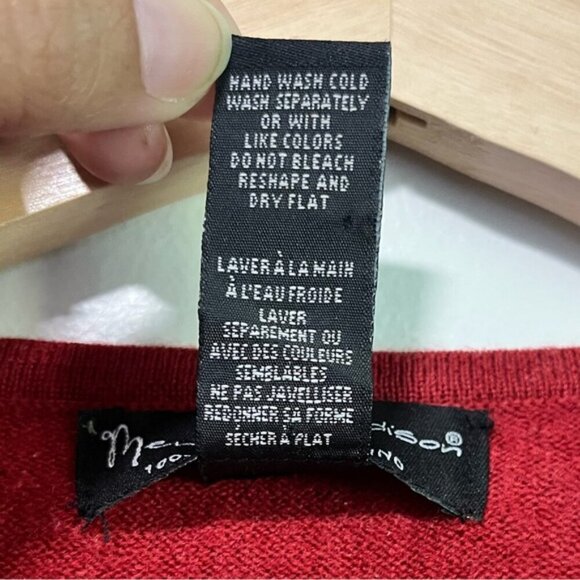 HAND WASH COLD
WASH SEPARATELY
OR WITH
LIKE COLORS
DO NOT BLEACH
RESHAPE AND
DRY FLAT
LAVER À LA MAIN
À L'EAU FROIDE
LAVER
SEPAREMENT OU
AVEC DES COULEURS
SEMBLABLES
NE PAS JAVELLISER
REDONNER SA FORME
SÉCHER À PLAT